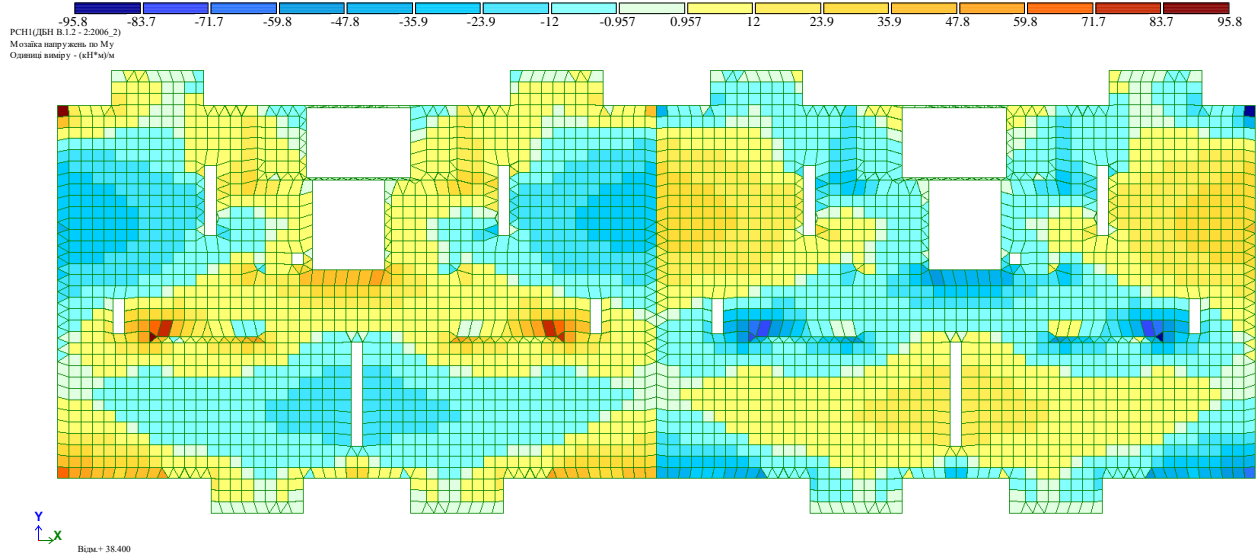 -95.8 -83.7 -71.7 -59.8 -47.8 -35.9 -23.9 -12 -0.957 0.957 12 23.9 35.9 47.8 59.8 71.7 83.7 95.8
РСН1(ДБН В.1.2 - 2:2006_2)
Мозаїка напружень по My
Одиниці виміру - (кН*м)/м
Y
X
Відм.+ 38.400